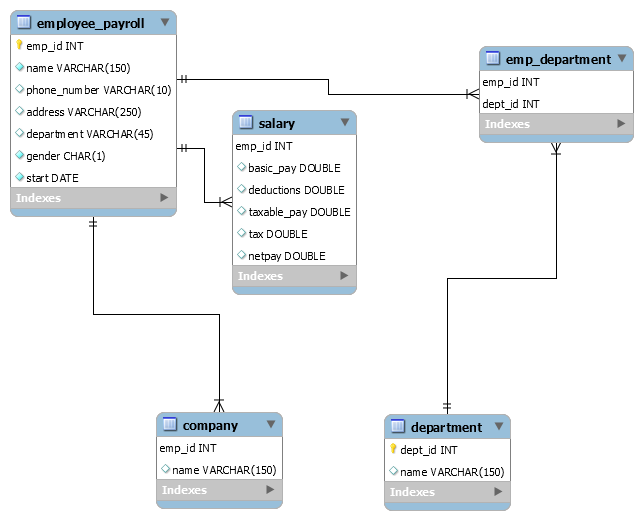 employee_payroll
emp_id INT
name VARCHAR(150)
phone_number VARCHAR(10)
address VARCHAR(250)
department VARCHAR(45)
gender CHAR(1)
start DATE
Indexes
salary
emp_id INT
basic_pay DOUBLE
deductions DOUBLE
taxable_pay DOUBLE
tax DOUBLE
netpay DOUBLE
Indexes
emp_department
emp_id INT
dept_id INT
Indexes
company
emp_id INT
name VARCHAR(150)
Indexes
department
dept_id INT
name VARCHAR(150)
Indexes